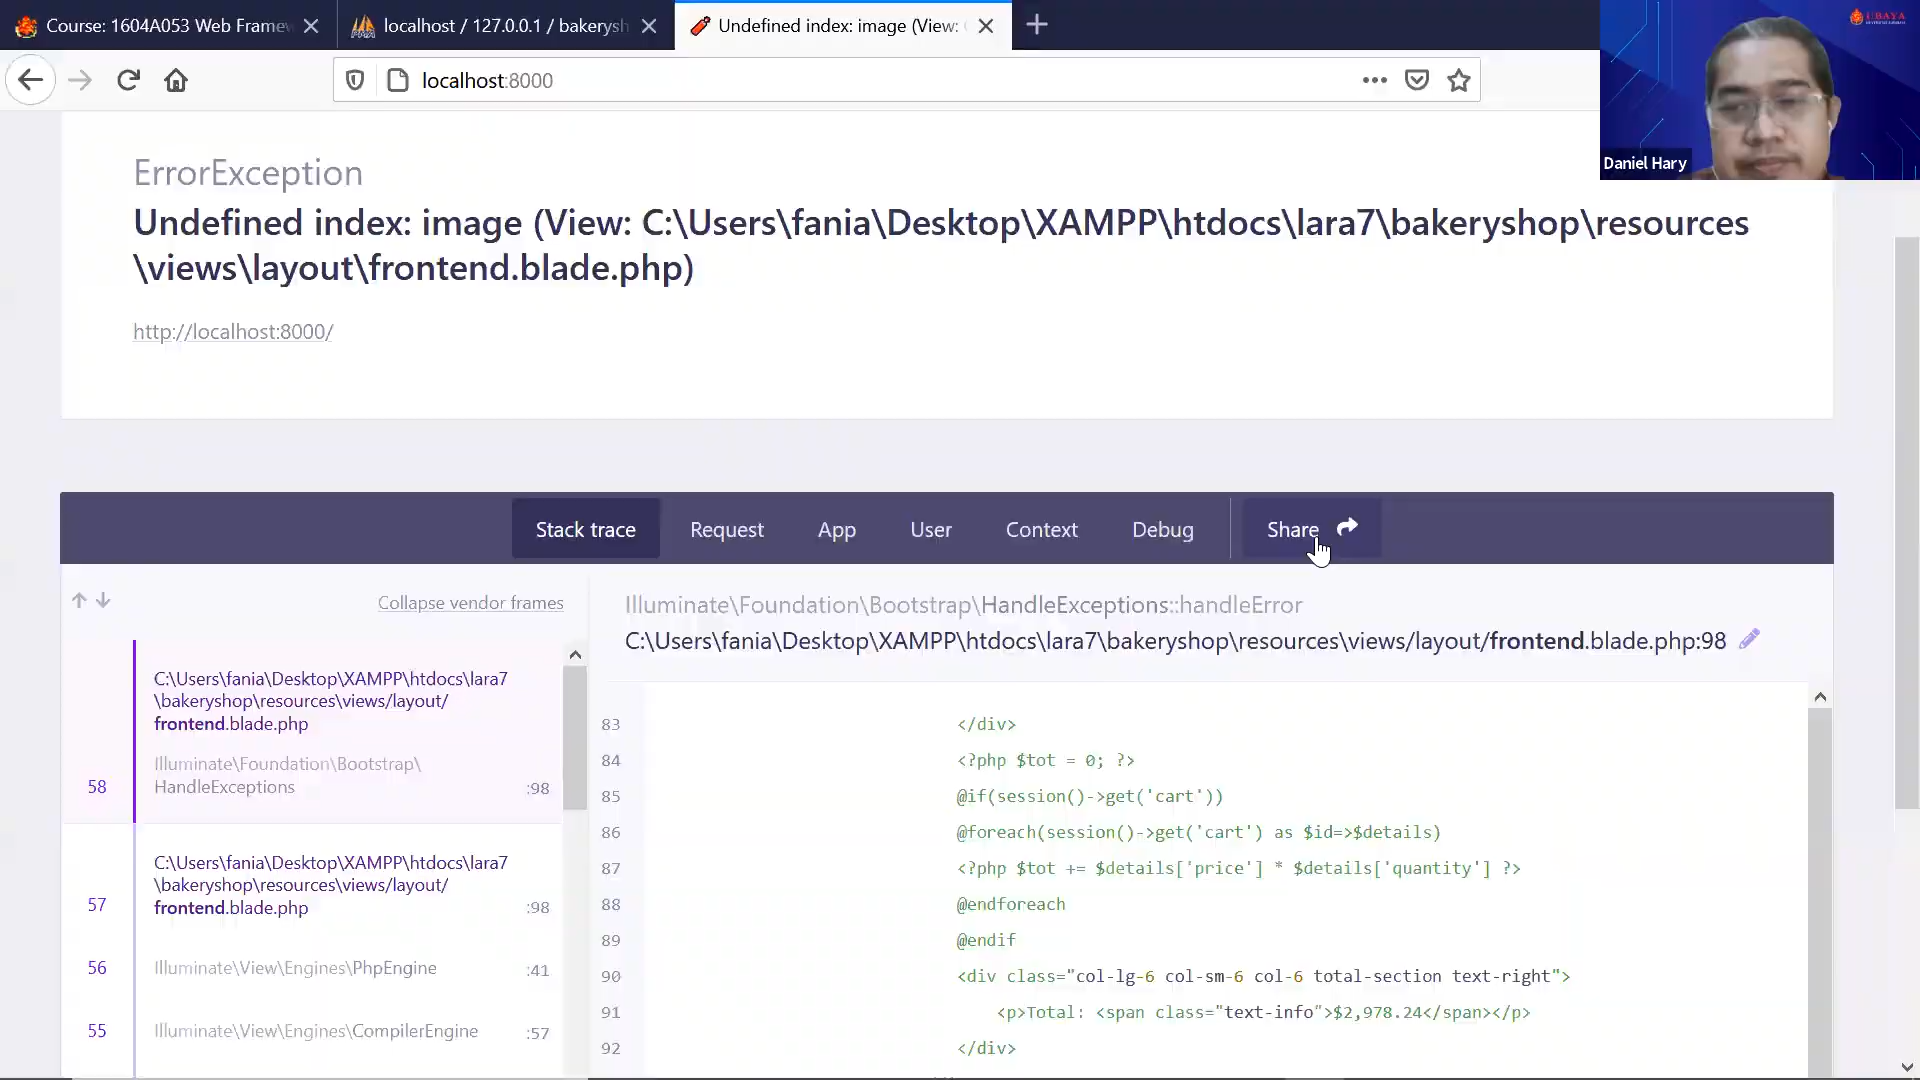 Course: 1604A053 Web Framew
localhost / 127.0.0.1 / bakerysh
Undefined index: image (View:
UBAYA
localhost:8000
Daniel Hary
ErrorException
Undefined index: image (View: C:\Users\fania\Desktop\XAMPP\htdocs\lara7\bakeryshop\resources
\views\layout\frontend.blade.php)
http://localhost:8000/
Stack trace
Request
App
User
Context
Debug
Share
Collapse vendor frames
C:\Users\fania\Desktop\XAMPP\htdocs\lara7
\bakeryshop\resources\views/layout/
frontend.blade.php
Illuminate\Foundation\Bootstrap\
58 HandleExceptions :98
C:\Users\fania\Desktop\XAMPP\htdocs\lara7
\bakeryshop\resources\views/layout/
57 frontend.blade.php :98
56 Illuminate\View\Engines\PhpEngine :41
55 Illuminate\View\Engines\CompilerEngine :57
Illuminate\Foundation\Bootstrap\HandleExceptions::handleError
C:\Users\fania\Desktop\XAMPP\htdocs\lara7\bakeryshop\resources\views/layout/frontend.blade.php:98
83 </div>
84 <?php $tot = 0; ?>
85 @if(session()->get('cart'))
86 @foreach(session()->get('cart') as $id=>$details)
87 <?php $tot += $details['price'] * $details['quantity'] ?>
88 @endforeach
89 @endif
90 <div class="col-lg-6 col-sm-6 col-6 total-section text-right">
91 <p>Total: <span class="text-info">$2,978.24</span></p>
92 </div>